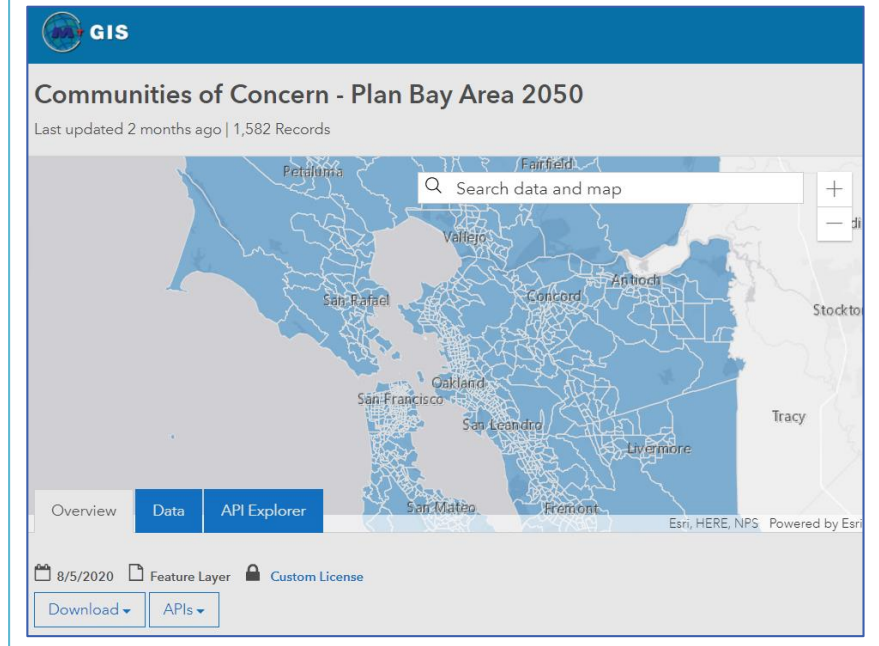 GIS
Communities of Concern - Plan Bay Area 2050
Last updated 2 months ago | 1,582 Records
Petaluma
Fairfield
Search data and map
+
−
Vallejo
di
San Rafael
Concord
Antioch
Stockto
Oakland
San Francisco
San Leandro
Tracy
Livermore
San Mateo
Fremont
Overview
Data
API Explorer
Esri, HERE, NPS
Powered by Esri
8/5/2020
Feature Layer
Custom License
Download
APIs